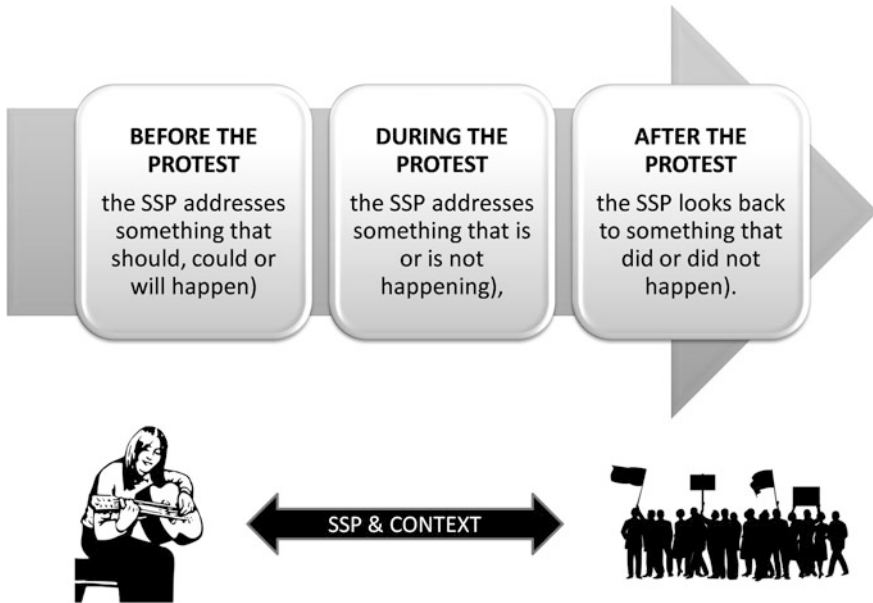 BEFORE THE
PROTEST
the SSP addresses
something that
should, could or
will happen)
DURING THE
PROTEST
the SSP addresses
something that is
or is not
happening),
AFTER THE
PROTEST
the SSP looks back
to something that
did or did not
happen).
SSP & CONTEXT